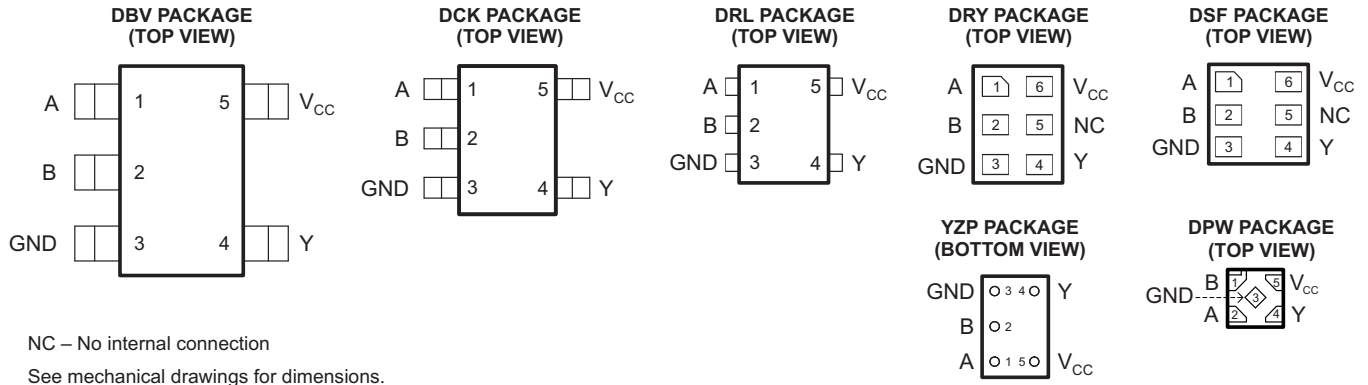 DBV PACKAGE
(TOP VIEW)
A
1
5
VCC
B
2
GND
3
4
Y
DCK PACKAGE
(TOP VIEW)
A
1
5
VCC
B
2
GND
3
4
Y
DRL PACKAGE
(TOP VIEW)
A
1
5
VCC
B
2
GND
3
4
Y
DRY PACKAGE
(TOP VIEW)
A
1
6
VCC
B
2
5
NC
GND
3
4
Y
DSF PACKAGE
(TOP VIEW)
A
1
6
VCC
B
2
5
NC
GND
3
4
Y
YZP PACKAGE
(BOTTOM VIEW)
GND
3
4
Y
B
2
A
1
5
VCC
DPW PACKAGE
(TOP VIEW)
B
1
5
VCC
GND
3
A
2
4
Y
NC – No internal connection
See mechanical drawings for dimensions.